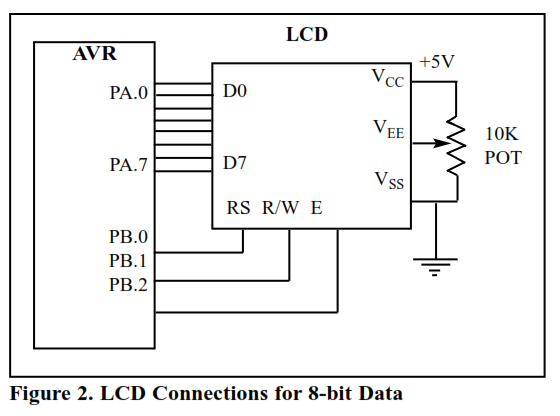 LCD
AVR
+5V
VCC
PA.0
D0
VEE
10K
POT
PA.7
D7
VSS
RS R/W E
PB.0
PB.1
PB.2
Figure 2. LCD Connections for 8-bit Data